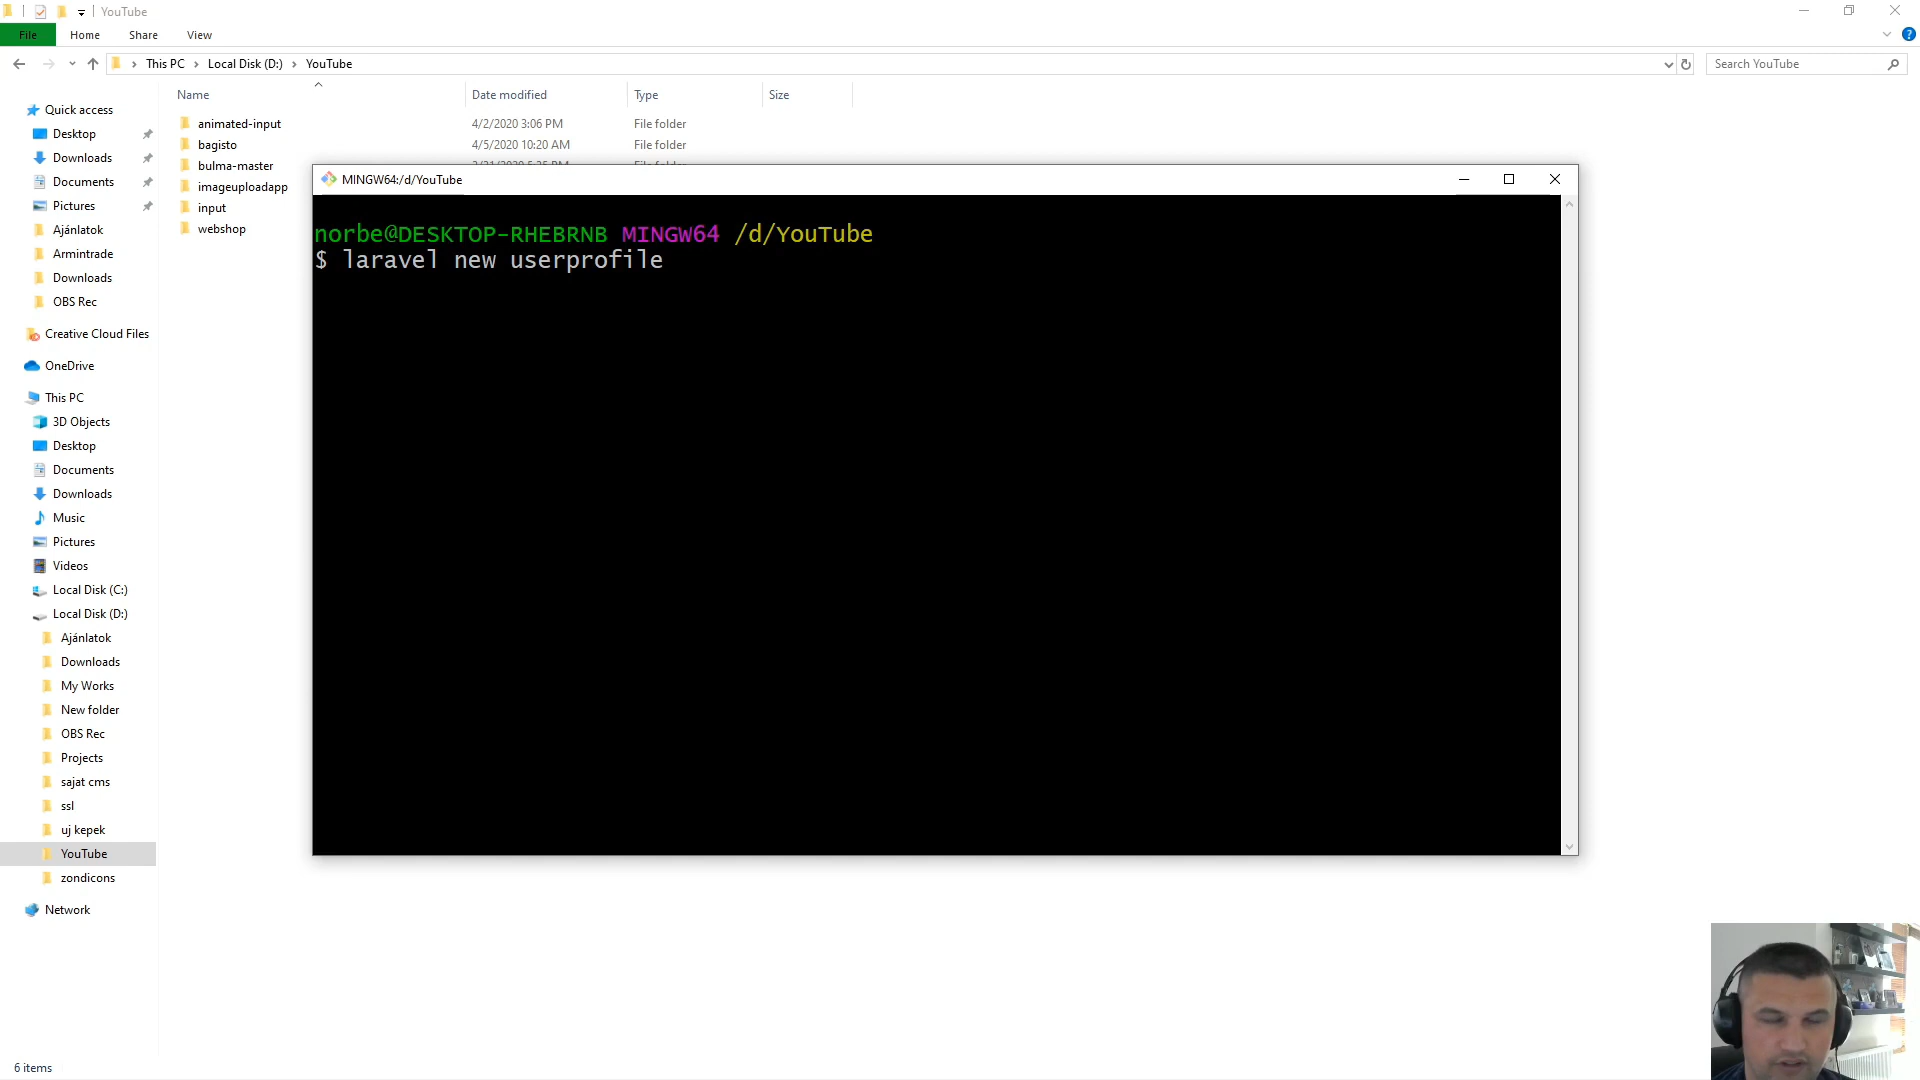 YouTube
File
Home
Share
View
This PC
Local Disk (D:)
YouTube
Search YouTube
Name
Date modified
Type
Size
animated-input
4/2/2020 3:06 PM
File folder
bagisto
4/5/2020 10:20 AM
File folder
bulma-master
imageuploadapp
input
webshop
Quick access
Desktop
Downloads
Documents
Pictures
Ajánlatok
Armintrade
Downloads
OBS Rec
Creative Cloud Files
OneDrive
This PC
3D Objects
Desktop
Documents
Downloads
Music
Pictures
Videos
Local Disk (C:)
Local Disk (D:)
Ajánlatok
Downloads
My Works
New folder
OBS Rec
Projects
sajat cms
ssl
uj kepek
YouTube
zondicons
Network
MINGW64:/d/YouTube
norbe@DESKTOP-RHEBRNB MINGW64 /d/YouTube
$ laravel new userprofile
6 items